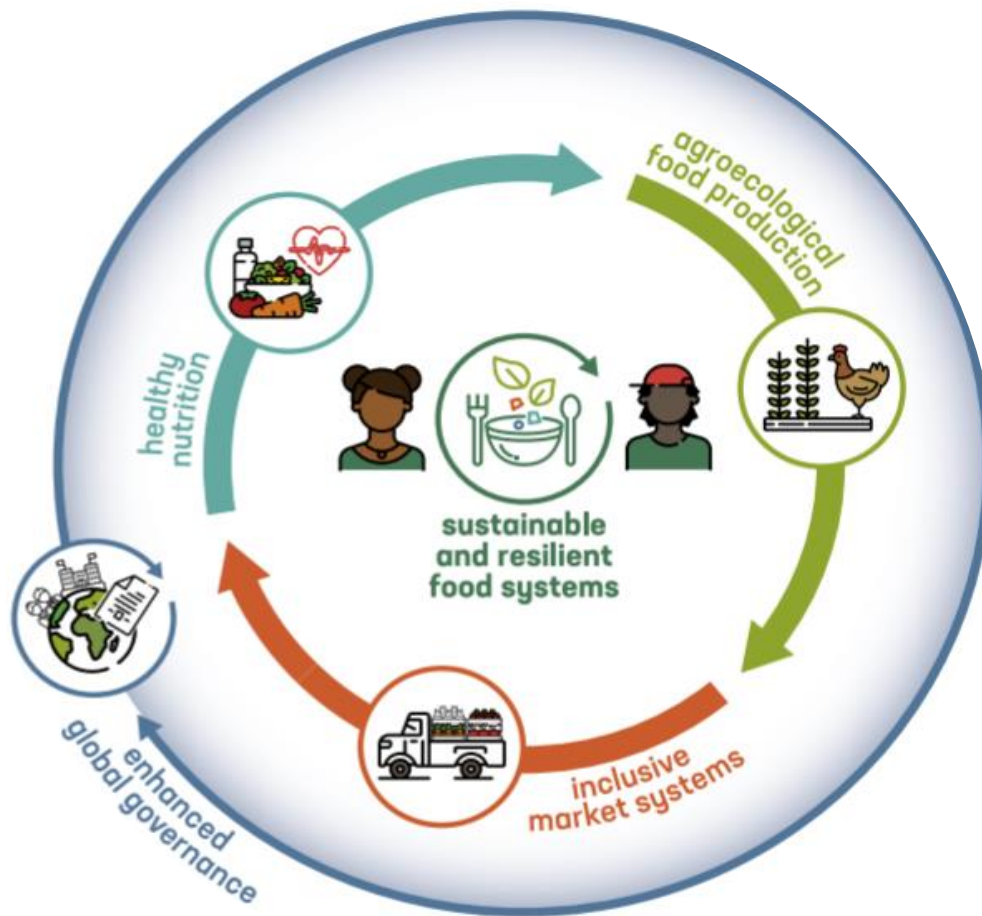 agroecological
food production
healthy
nutrition
sustainable
and resilient
food systems
inclusive
market systems
enhanced
global governance